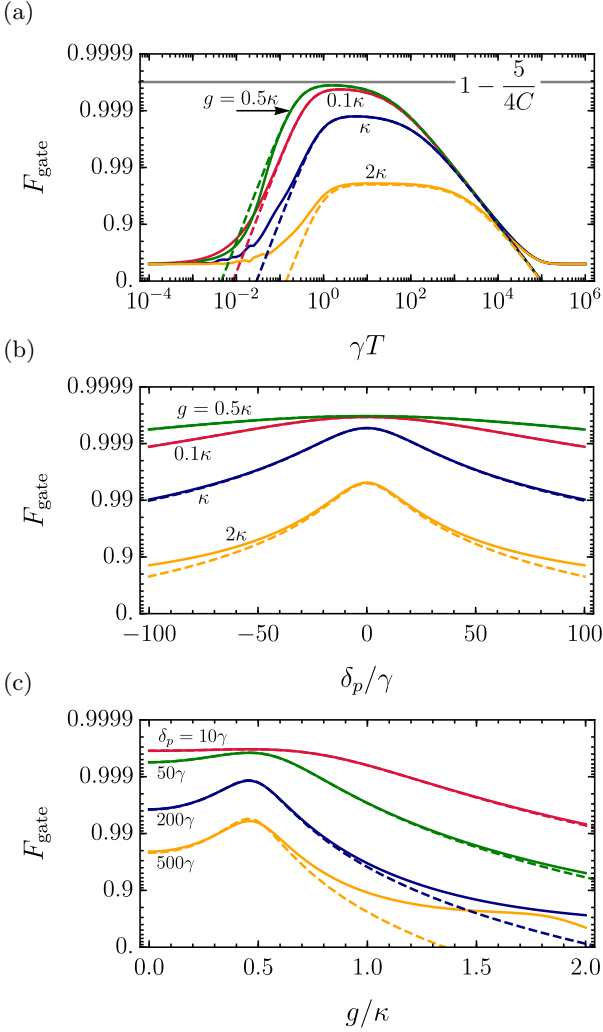 (a)
0.9999
0.999
0.99
0.9
0.
F_gate
g = 0.5κ
0.1κ
κ
2κ
1 − 5/4C
10^−4
10^−2
10^0
10^2
10^4
10^6
γT
(b)
0.9999
0.999
0.99
0.9
0.
F_gate
g = 0.5κ
0.1κ
κ
2κ
−100
−50
0
50
100
δ_p/γ
(c)
0.9999
0.999
0.99
0.9
0.
F_gate
δ_p = 10γ
50γ
200γ
500γ
0.0
0.5
1.0
1.5
2.0
g/κ